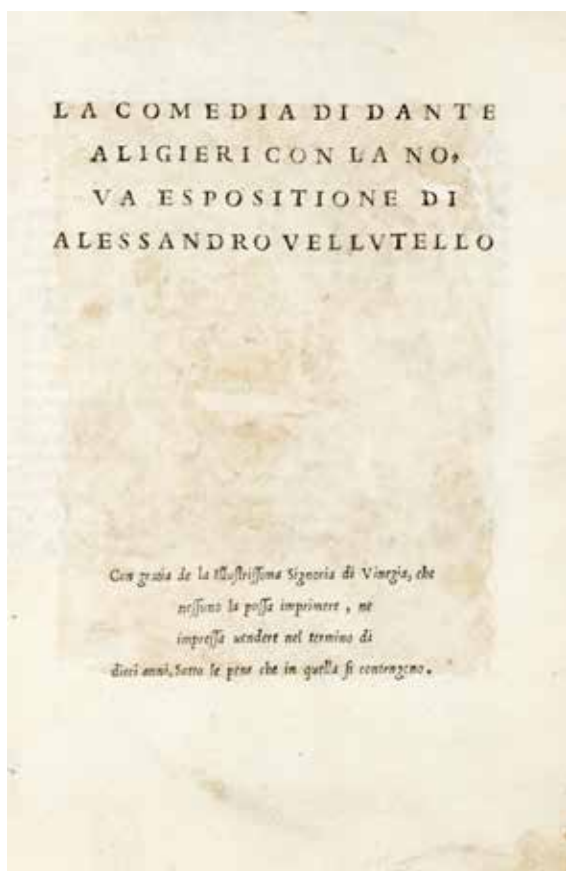 LA COMEDIA DI DANTE
ALIGIERI CON LA NO,
VA ESPOSITIONE DI
ALESSANDRO VELLVTELLO
Con gratia de la Illustrissima Signoria di Vinegia, che
nessuno la possa imprimere, ne
impressa uendere nel termino di
dieci anni, Sotto le pene che in quella si contengono.